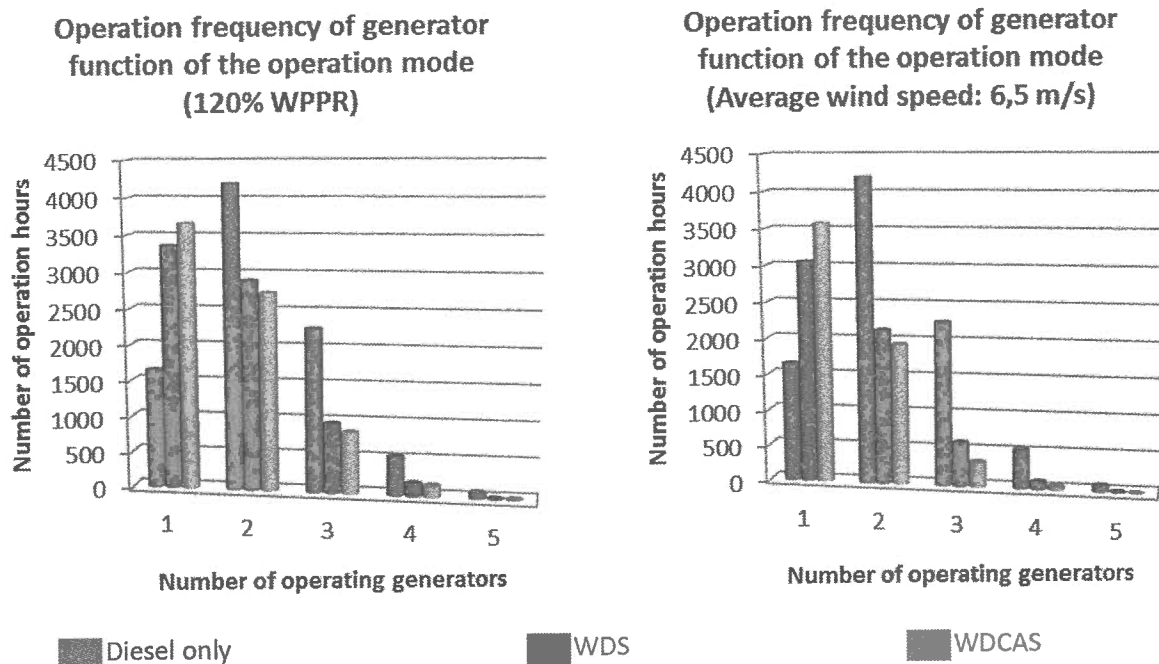 Operation frequency of generator
function of the operation mode
(120% WPPR)
4500
4000
3500
3000
2500
2000
1500
1000
500
0
Number of operation hours
1 2 3 4 5
Number of operating generators
Operation frequency of generator
function of the operation mode
(Average wind speed: 6,5 m/s)
4500
4000
3500
3000
2500
2000
1500
1000
500
0
Number of operation hours
1 2 3 4 5
Number of operating generators
Diesel only WDS WDCAS